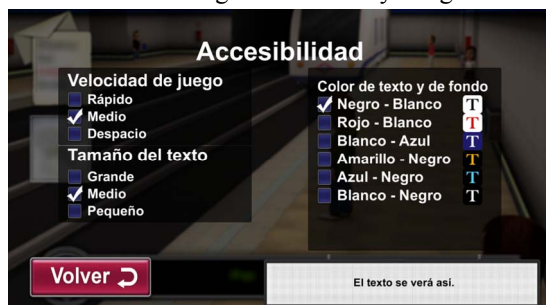 Accesibilidad
Velocidad de juego
Rápido
Medio
Despacio
Tamaño del texto
Grande
Medio
Pequeño
Color de texto y de fondo
Negro - Blanco T
Rojo - Blanco T
Blanco - Azul T
Amarillo - Negro T
Azul - Negro T
Blanco - Negro T
Volver
El texto se verá así.